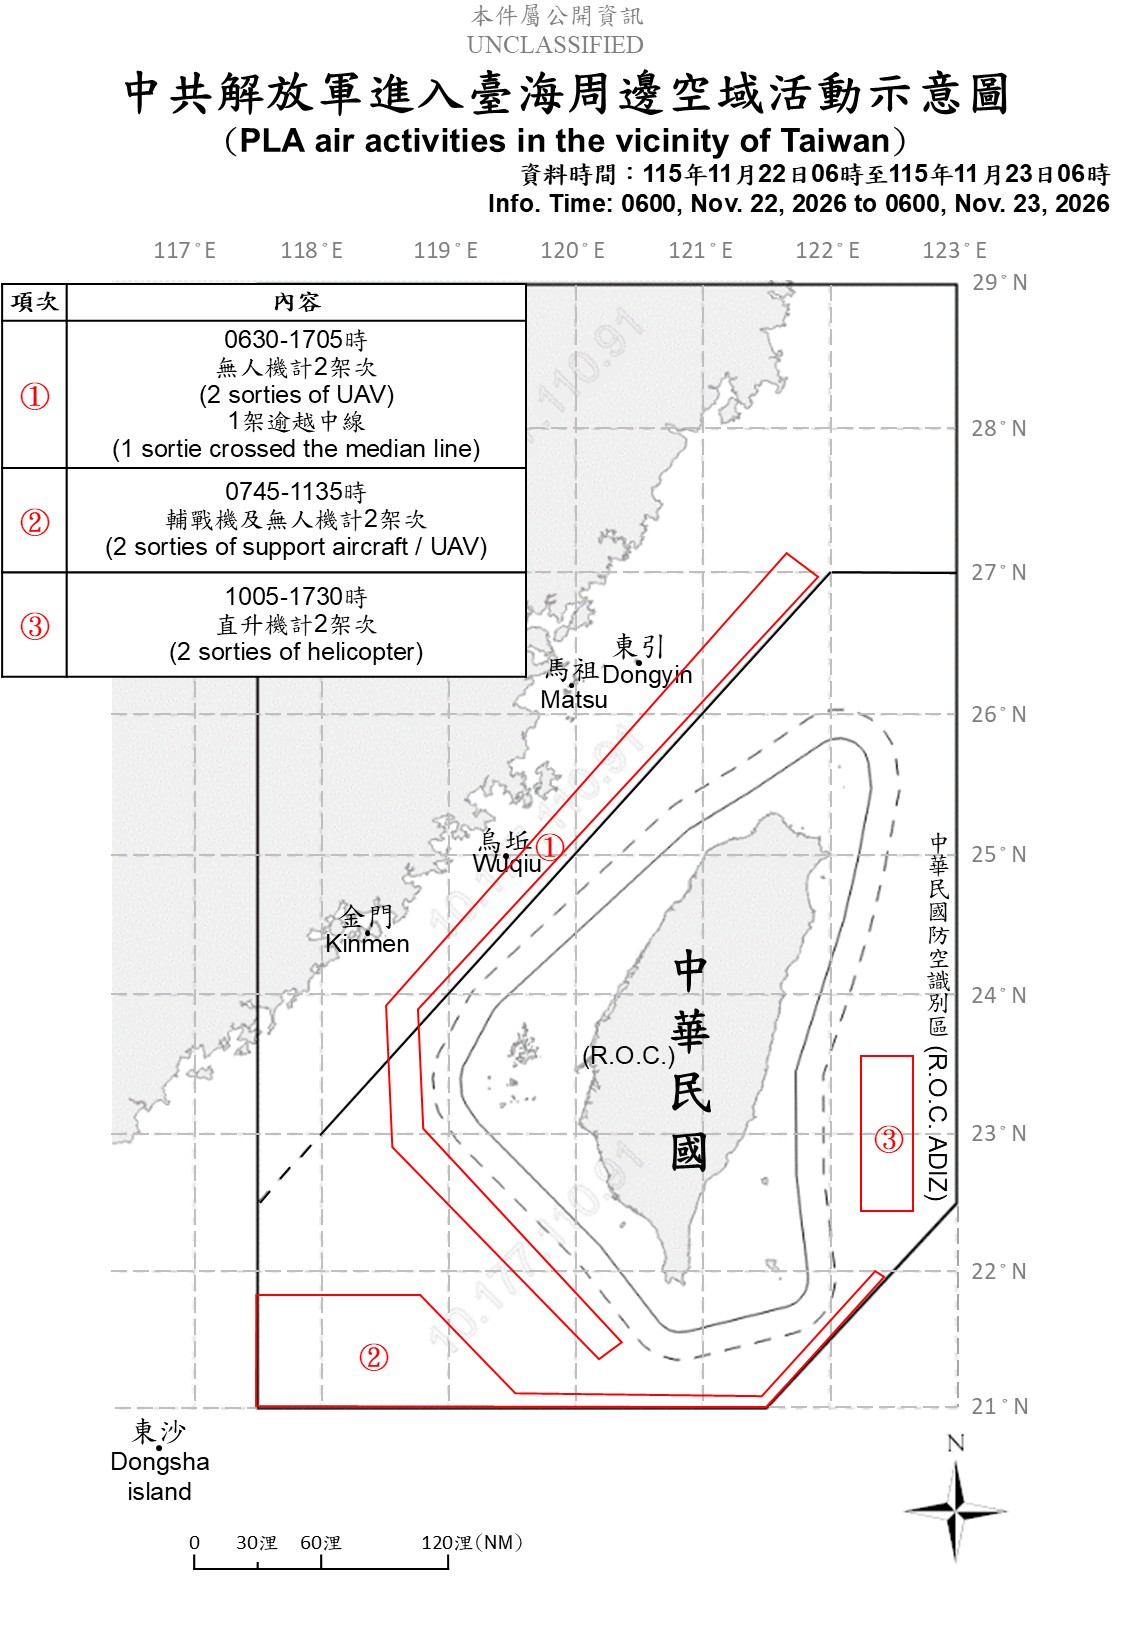 本件屬公開資訊
UNCLASSIFIED
中共解放軍進入臺海周邊空域活動示意圖
(PLA air activities in the vicinity of Taiwan)
資料時間：115年11月22日06時至115年11月23日06時
Info. Time: 0600, Nov. 22, 2026 to 0600, Nov. 23, 2026
117°E 118°E 119°E 120°E 121°E 122°E 123°E
29°N
項次 內容
① 0630-1705時
無人機計2架次
(2 sorties of UAV)
1架逾越中線
(1 sortie crossed the median line)
28°N
② 0745-1135時
輔戰機及無人機計2架次
(2 sorties of support aircraft / UAV)
27°N
③ 1005-1730時
直升機計2架次
(2 sorties of helicopter)
東引
Dongyin
馬祖
Matsu
26°N
烏坵
Wuqiu
①
25°N
金門
Kinmen
24°N
中華民國
(R.O.C.)
中華民國防空識別區 (R.O.C. ADIZ)
23°N
③
22°N
②
21°N
東沙
Dongsha
island
N
0 30浬 60浬 120浬(NM)
10.177.110.91
10.177.110.91
.110.91